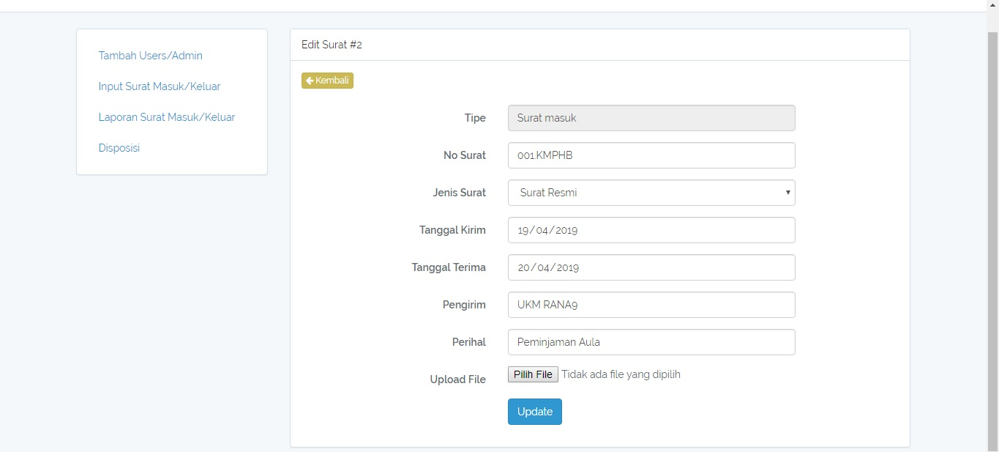 Tambah Users/Admin
Input Surat Masuk/Keluar
Laporan Surat Masuk/Keluar
Disposisi
Edit Surat #2
Kembali
Tipe Surat masuk
No Surat 001.KMPHB
Jenis Surat Surat Resmi
Tanggal Kirim 19/04/2019
Tanggal Terima 20/04/2019
Pengirim UKM RANA9
Perihal Peminjaman Aula
Upload File Pilih File Tidak ada file yang dipilih
Update